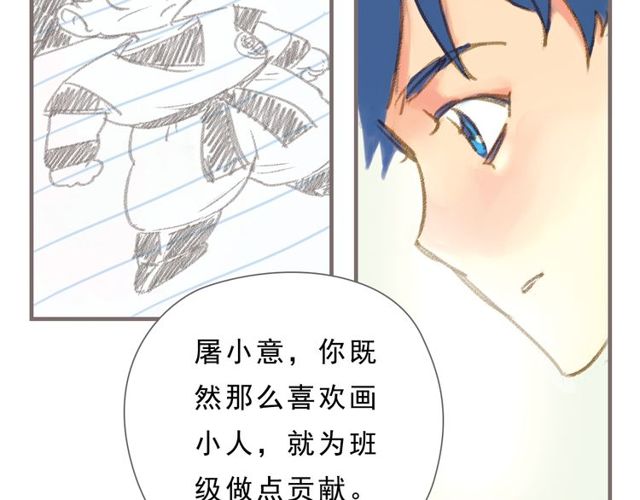 屠小意，你既
然那么喜欢画
小人，就为班
级做点贡献。